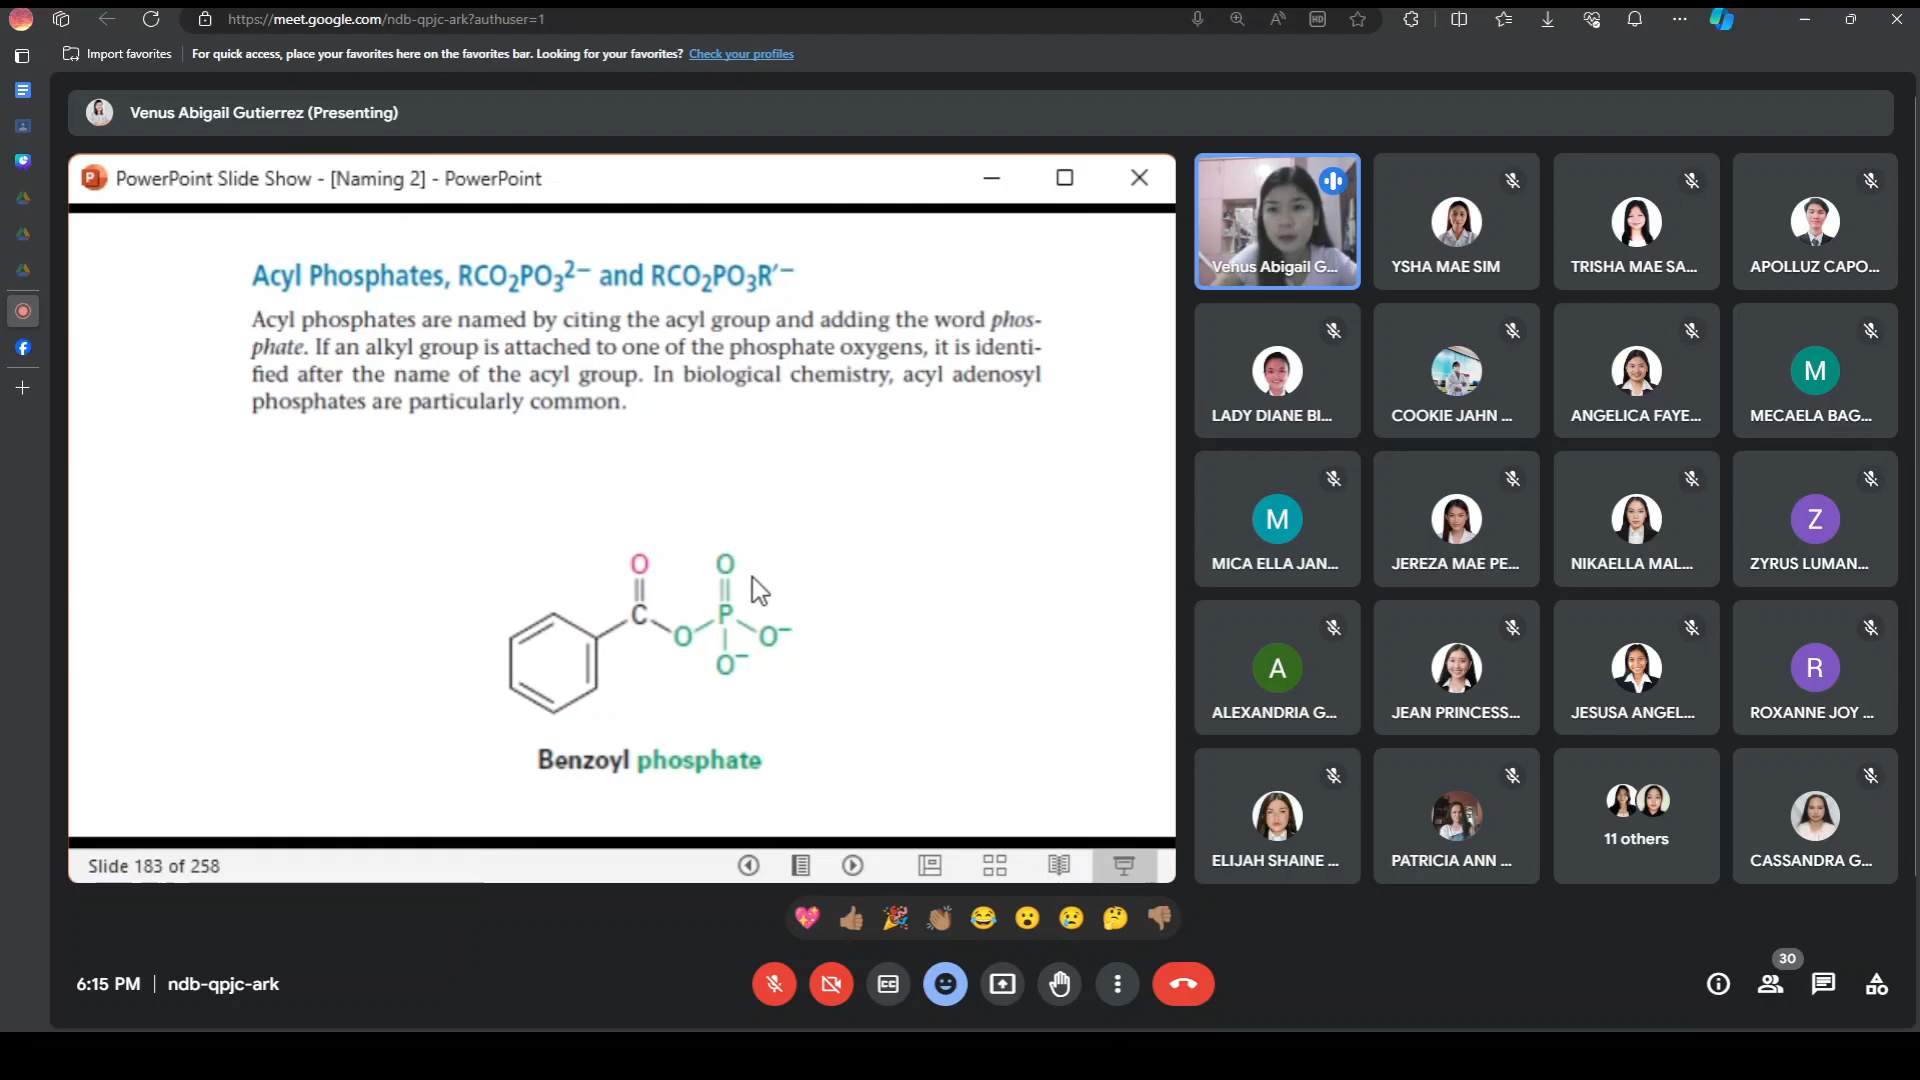 https://meet.google.com/ndb-qpjc-ark?authuser=1
Import favorites
For quick access, place your favorites here on the favorites bar. Looking for your favorites? Check your profiles
Venus Abigail Gutierrez (Presenting)
PowerPoint Slide Show - [Naming 2] - PowerPoint
Acyl Phosphates, RCO₂PO₃²⁻ and RCO₂PO₃R′⁻
Acyl phosphates are named by citing the acyl group and adding the word phos-
phate. If an alkyl group is attached to one of the phosphate oxygens, it is identi-
fied after the name of the acyl group. In biological chemistry, acyl adenosyl
phosphates are particularly common.
O O
C P
O O⁻
O⁻
Benzoyl phosphate
Slide 183 of 258
Venus Abigail G...
YSHA MAE SIM
TRISHA MAE SA...
APOLLUZ CAPO...
LADY DIANE BI...
COOKIE JAHN ...
ANGELICA FAYE...
M
MECAELA BAG...
M
MICA ELLA JAN...
JEREZA MAE PE...
NIKAELLA MAL...
Z
ZYRUS LUMAN...
A
ALEXANDRIA G...
JEAN PRINCESS...
JESUSA ANGEL...
R
ROXANNE JOY ...
ELIJAH SHAINE ...
PATRICIA ANN ...
11 others
CASSANDRA G...
6:15 PM | ndb-qpjc-ark
30